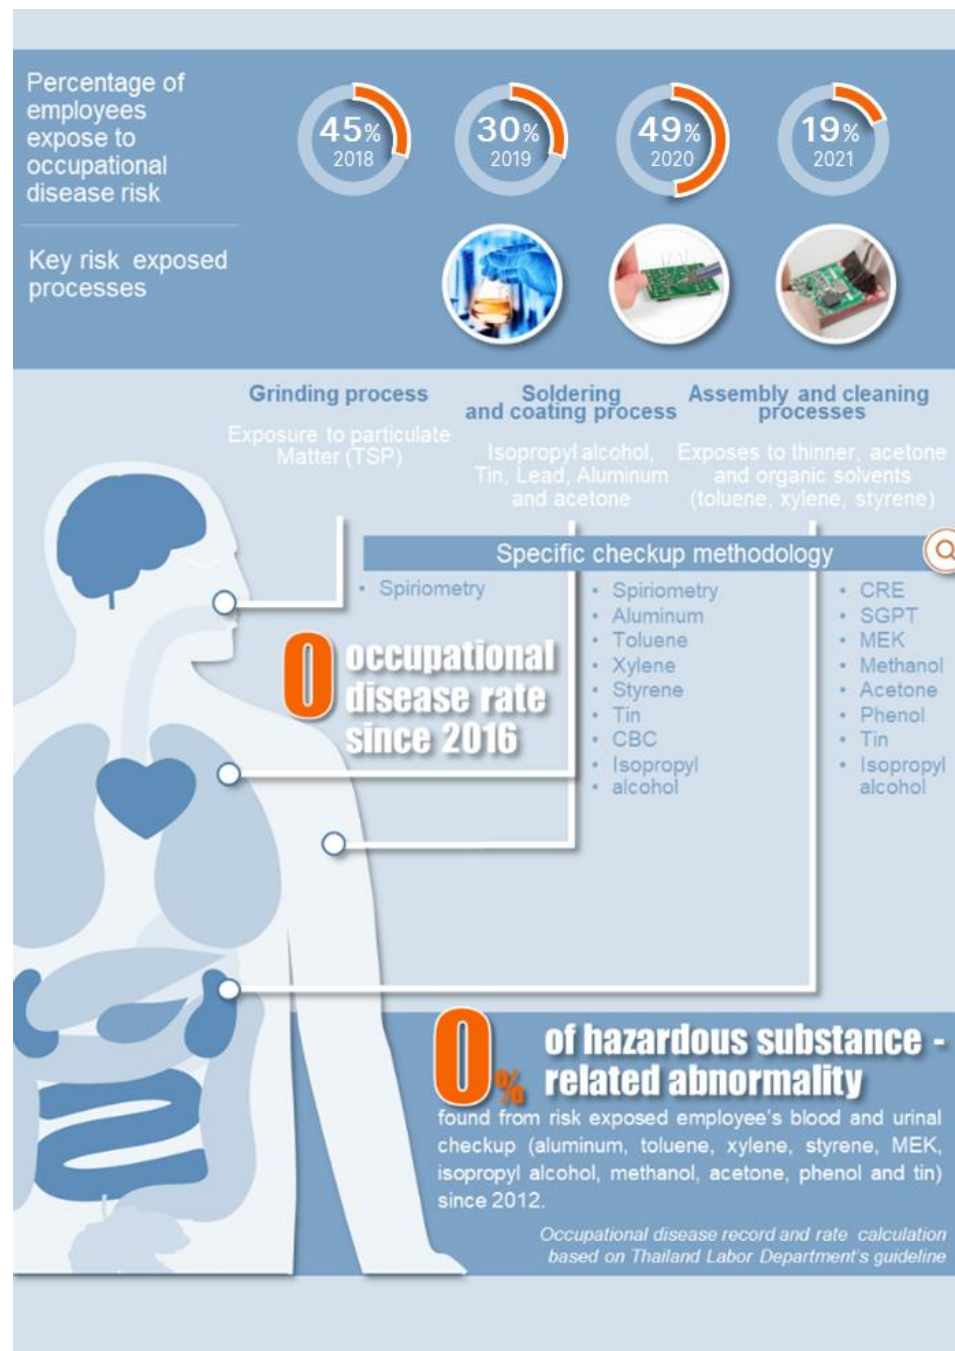 Percentage of
employees
expose to
occupational
disease risk
45%
2018
30%
2019
49%
2020
19%
2021
Key risk exposed
processes
Grinding process
Exposure to particulate
Matter (TSP)
Soldering
and coating process
Isopropyl alcohol,
Tin, Lead, Aluminum
and acetone
Assembly and cleaning
processes
Exposes to thinner, acetone
and organic solvents
(toluene, xylene, styrene)
Specific checkup methodology
• Spiriometry
• Spiriometry
• Aluminum
• Toluene
• Xylene
• Styrene
• Tin
• CBC
• Isopropyl
• alcohol
• CRE
• SGPT
• MEK
• Methanol
• Acetone
• Phenol
• Tin
• Isopropyl
alcohol
0 occupational
disease rate
since 2016
0% of hazardous substance -
related abnormality
found from risk exposed employee's blood and urinal
checkup (aluminum, toluene, xylene, styrene, MEK,
isopropyl alcohol, methanol, acetone, phenol and tin)
since 2012.
Occupational disease record and rate calculation
based on Thailand Labor Department's guideline